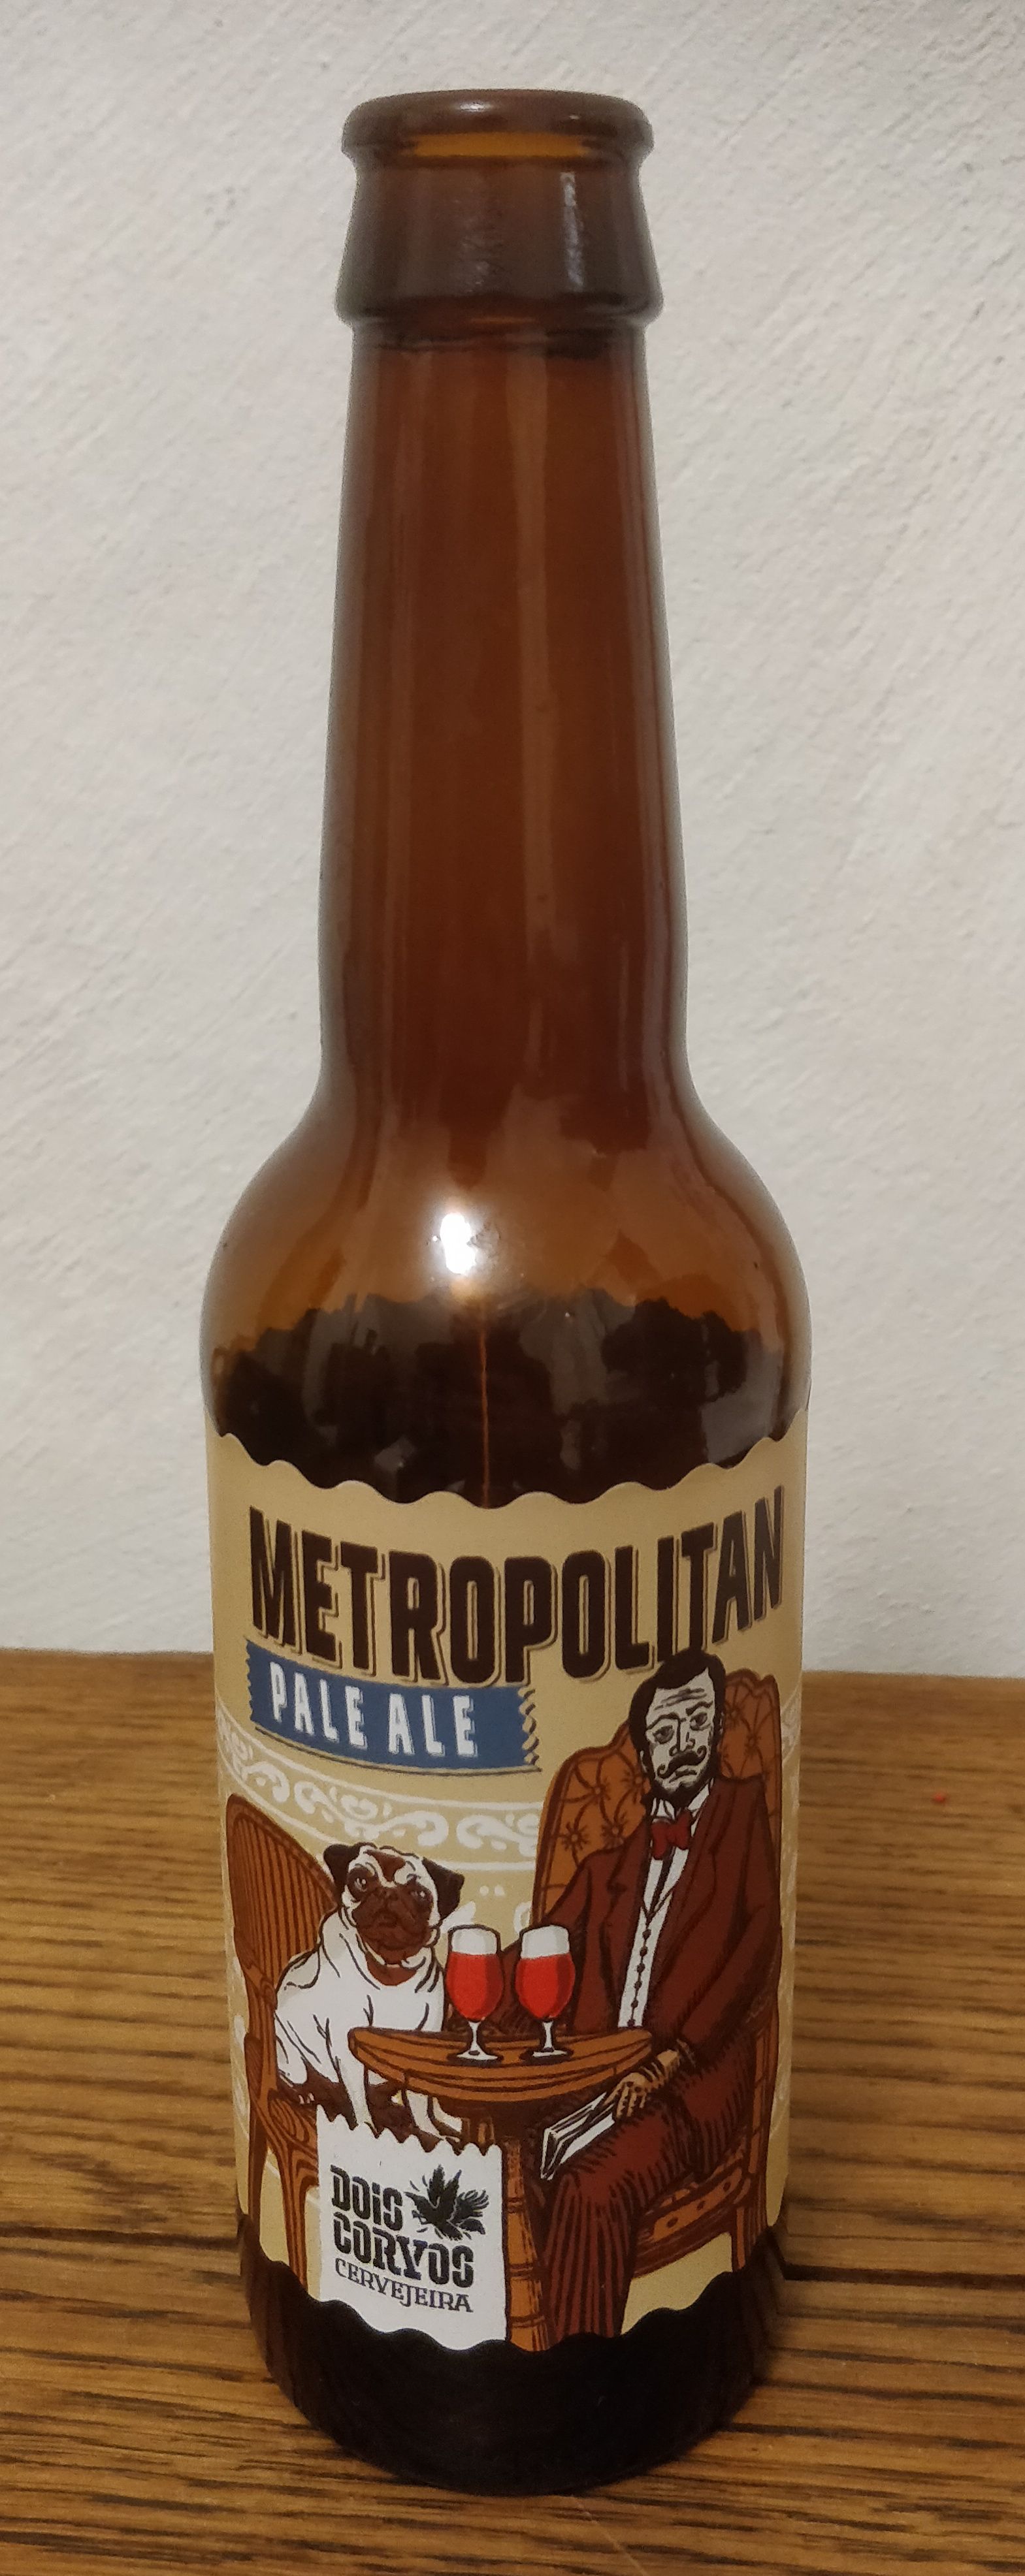 METROPOLITAN
PALE ALE
DOIS
CORVOS
CERVEJEIRA